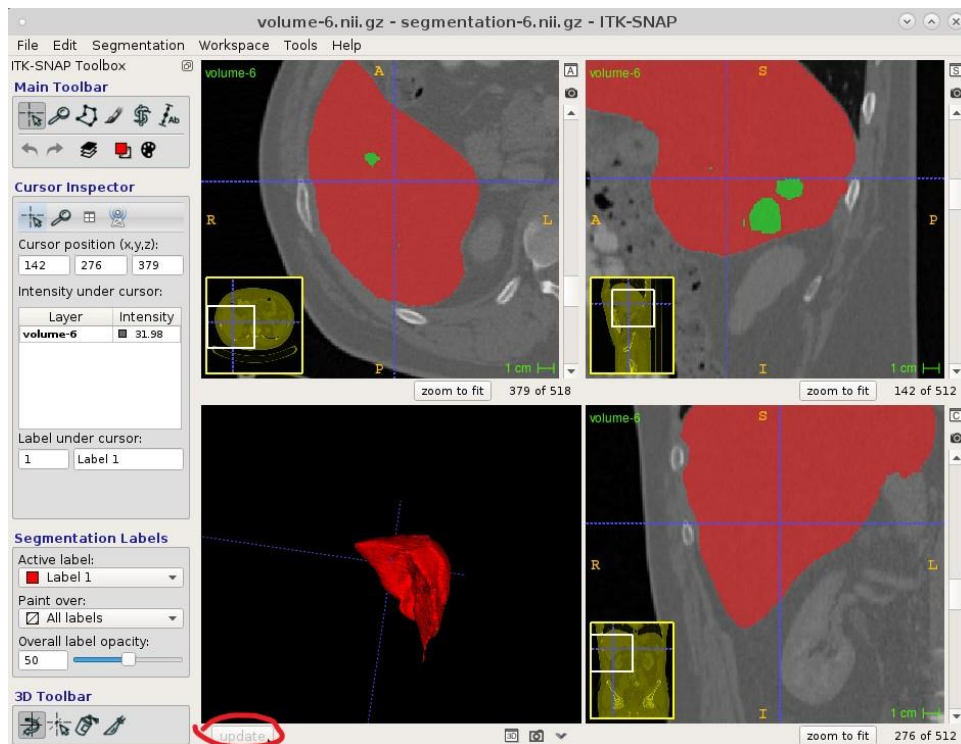 volume-6.nii.gz - segmentation-6.nii.gz - ITK-SNAP
File Edit Segmentation Workspace Tools Help
ITK-SNAP Toolbox
Main Toolbar
Ab
Cursor Inspector
Cursor position (x,y,z):
142 276 379
Intensity under cursor:
Layer Intensity
volume-6 31.98
Label under cursor:
1 Label 1
Segmentation Labels
Active label:
Label 1
Paint over:
All labels
Overall label opacity:
50
3D Toolbar
volume-6
A
R
L
P
1 cm
A
zoom to fit 379 of 518
volume-6
S
A
P
I
1 cm
S
zoom to fit 142 of 512
update
3D
volume-6
S
R
L
I
1 cm
C
zoom to fit 276 of 512